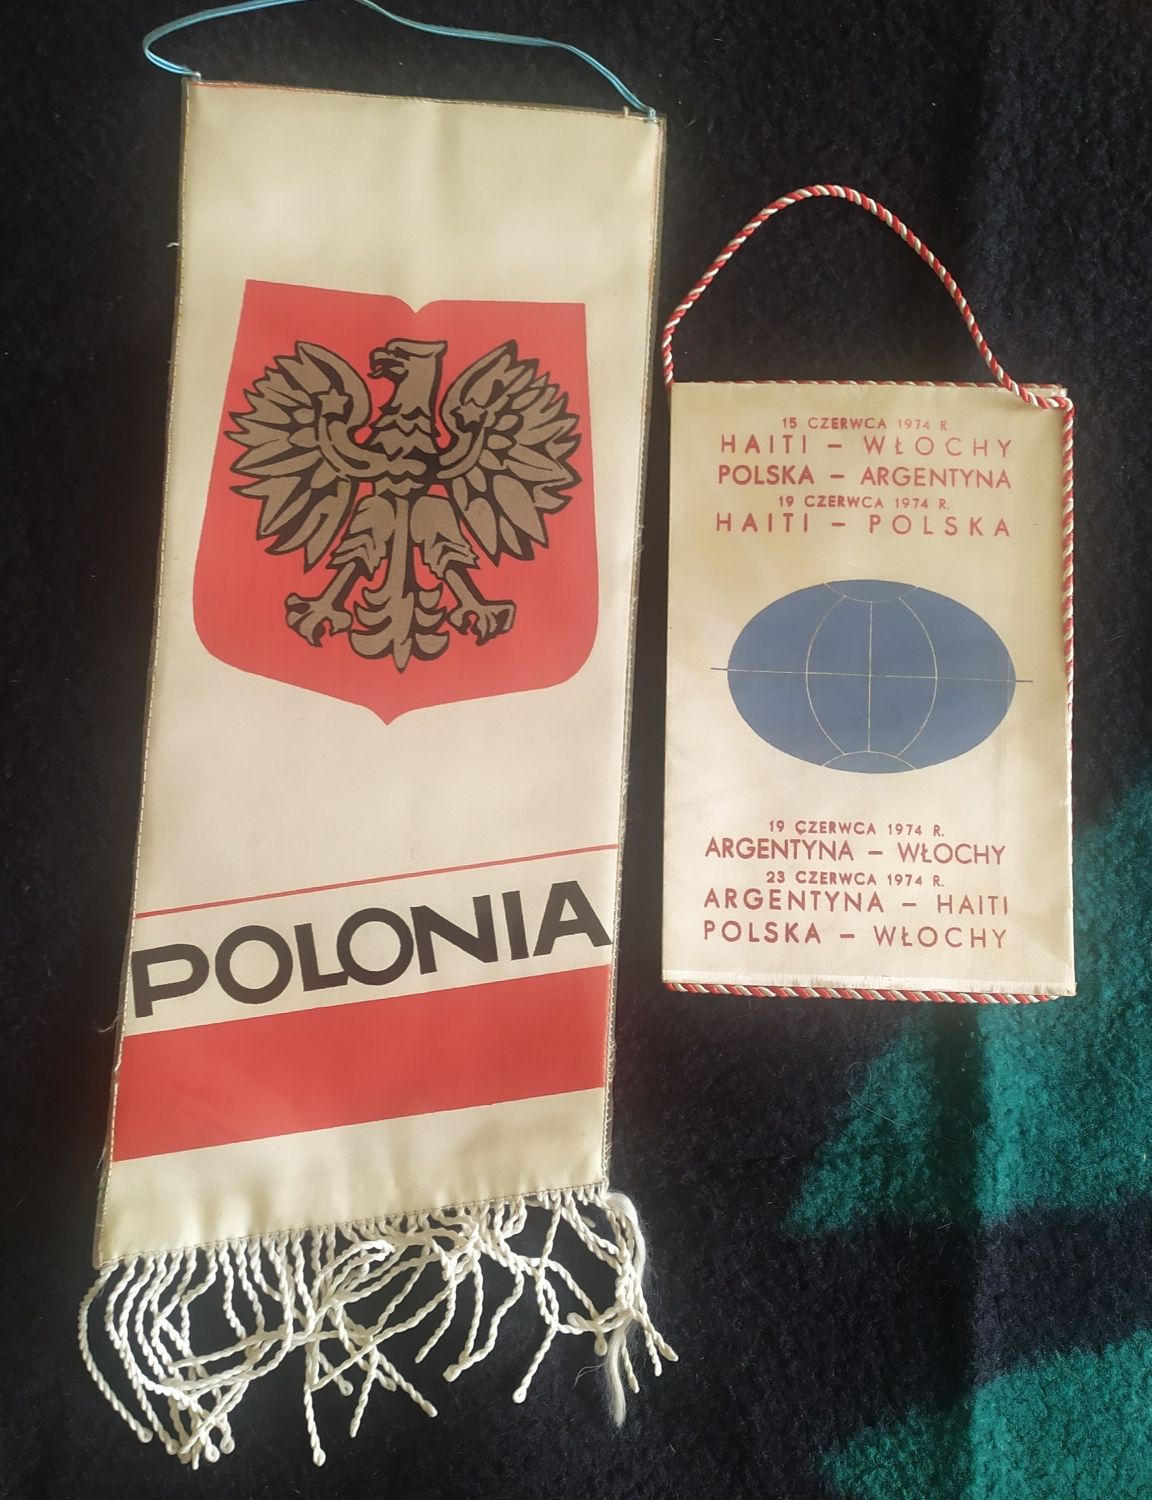 POLONIA
15 CZERWCA 1974 R.
HAITI – WŁOCHY
POLSKA – ARGENTYNA
19 CZERWCA 1974 R.
HAITI – POLSKA
19 CZERWCA 1974 R.
ARGENTYNA – WŁOCHY
23 CZERWCA 1974 R.
ARGENTYNA – HAITI
POLSKA – WŁOCHY